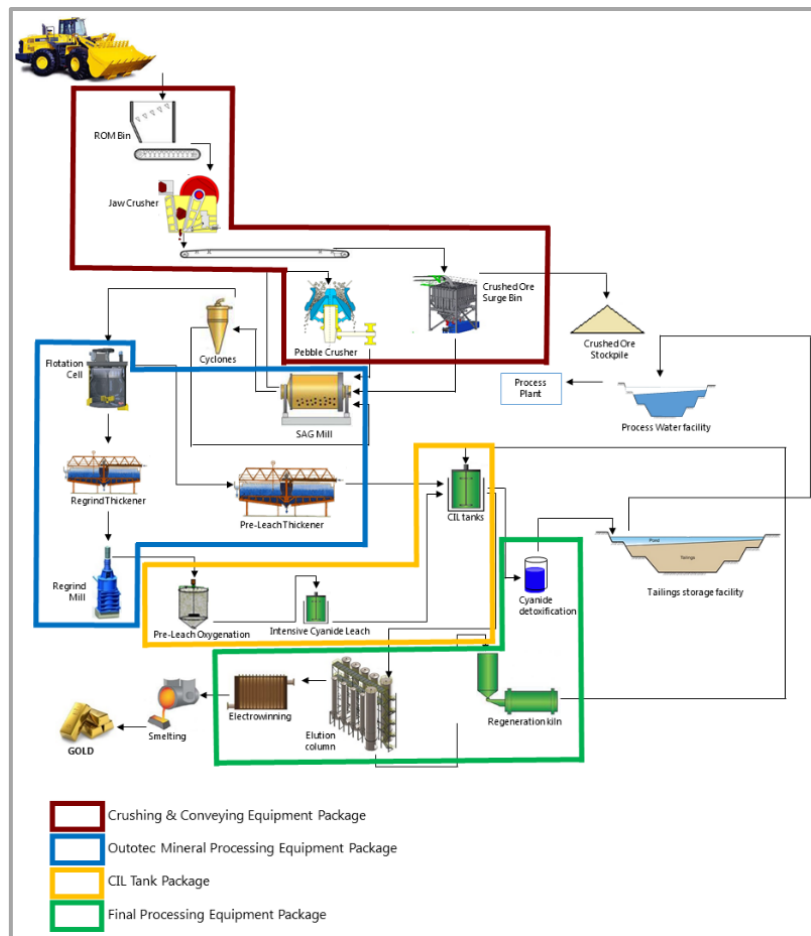 ROM Bin
Jaw Crusher
Crushed Ore
Surge Bin
Pebble Crusher
Cyclones
Crushed Ore
Stockpile
Flotation
Cell
Process
Plant
Process Water facility
SAG Mill
Regrind Thickener
Pre-Leach Thickener
CIL tanks
Pond
Tailings
Tailings storage facility
Regrind
Mill
Pre-Leach Oxygenation
Intensive Cyanide Leach
Cyanide
detoxification
Electrowinning
Elution
column
Regeneration kiln
Smelting
GOLD
Crushing & Conveying Equipment Package
Outotec Mineral Processing Equipment Package
CIL Tank Package
Final Processing Equipment Package